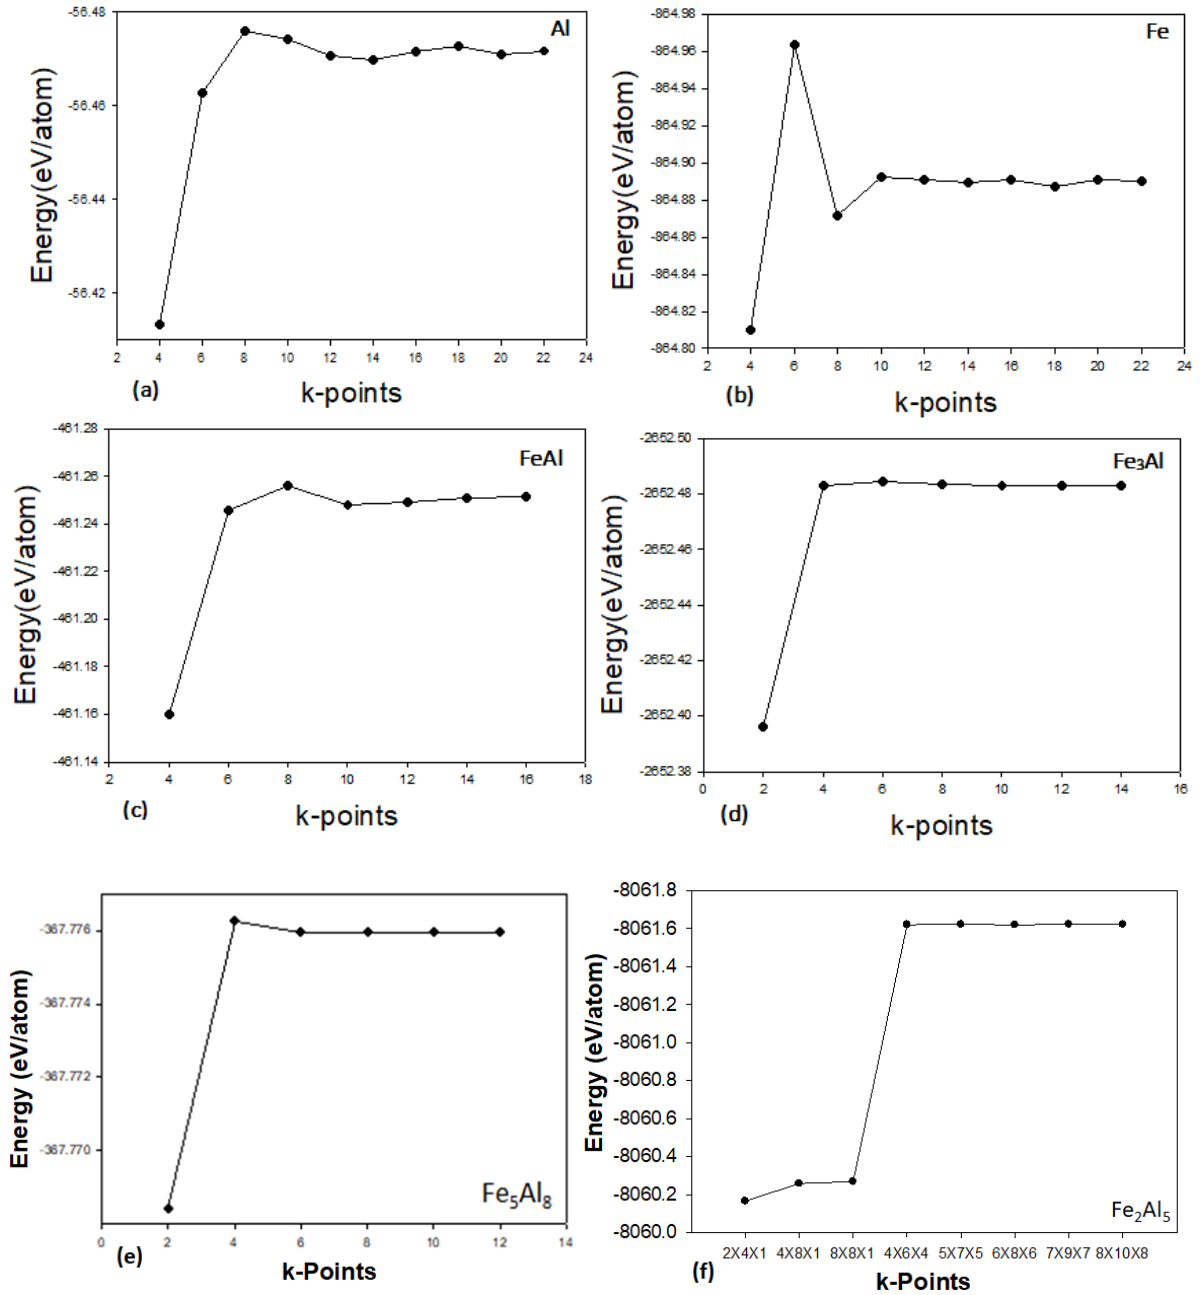 Al
Energy(eV/atom)
-56.48
-56.46
-56.44
-56.42
2 4 6 8 10 12 14 16 18 20 22 24
(a)
k-points
Fe
Energy(eV/atom)
-864.98
-864.96
-864.94
-864.92
-864.90
-864.88
-864.86
-864.84
-864.82
-864.80
2 4 6 8 10 12 14 16 18 20 22 24
(b)
k-points
FeAl
Energy(eV/atom)
-461.28
-461.26
-461.24
-461.22
-461.20
-461.18
-461.16
-461.14
2 4 6 8 10 12 14 16 18
(c)
k-points
Fe₃Al
Energy(eV/atom)
-2652.50
-2652.48
-2652.46
-2652.44
-2652.42
-2652.40
-2652.38
0 2 4 6 8 10 12 14 16
(d)
k-points
Energy (eV/atom)
-367.776
-367.774
-367.772
-367.770
Fe₅Al₈
0 2 4 6 8 10 12 14
(e)
k-Points
Energy (eV/atom)
-8061.8
-8061.6
-8061.4
-8061.2
-8061.0
-8060.8
-8060.6
-8060.4
-8060.2
-8060.0
Fe₂Al₅
2X4X1 4X8X1 8X8X1 4X6X4 5X7X5 6X8X6 7X9X7 8X10X8
(f)
k-Points